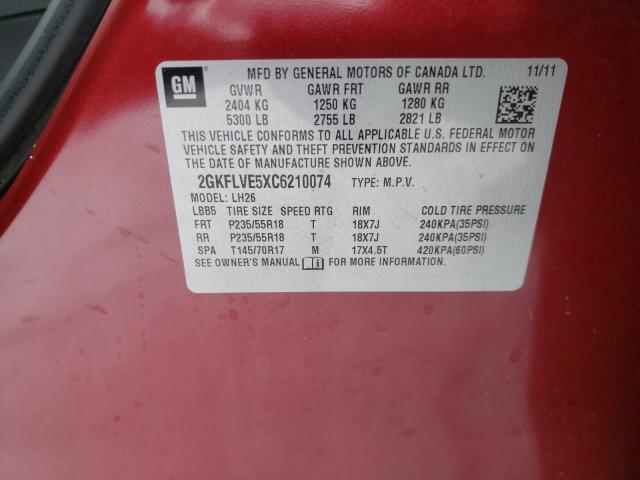 GM
MFD BY GENERAL MOTORS OF CANADA LTD. 11/11
GVWR GAWR FRT GAWR RR
2404 KG 1250 KG 1280 KG
5300 LB 2755 LB 2821 LB
THIS VEHICLE CONFORMS TO ALL APPLICABLE U.S. FEDERAL MOTOR
VEHICLE SAFETY AND THEFT PREVENTION STANDARDS IN EFFECT ON
THE DATE OF MANUFACTURE SHOWN ABOVE.
2GKFLVE5XC6210074 TYPE: M.P.V.
MODEL: LH26
LBB5 TIRE SIZE SPEED RTG RIM COLD TIRE PRESSURE
FRT P235/55R18 T 18X7J 240KPA(35PSI)
RR P235/55R18 T 18X7J 240KPA(35PSI)
SPA T145/70R17 M 17X4.5T 420KPA(60PSI)
SEE OWNER'S MANUAL FOR MORE INFORMATION.